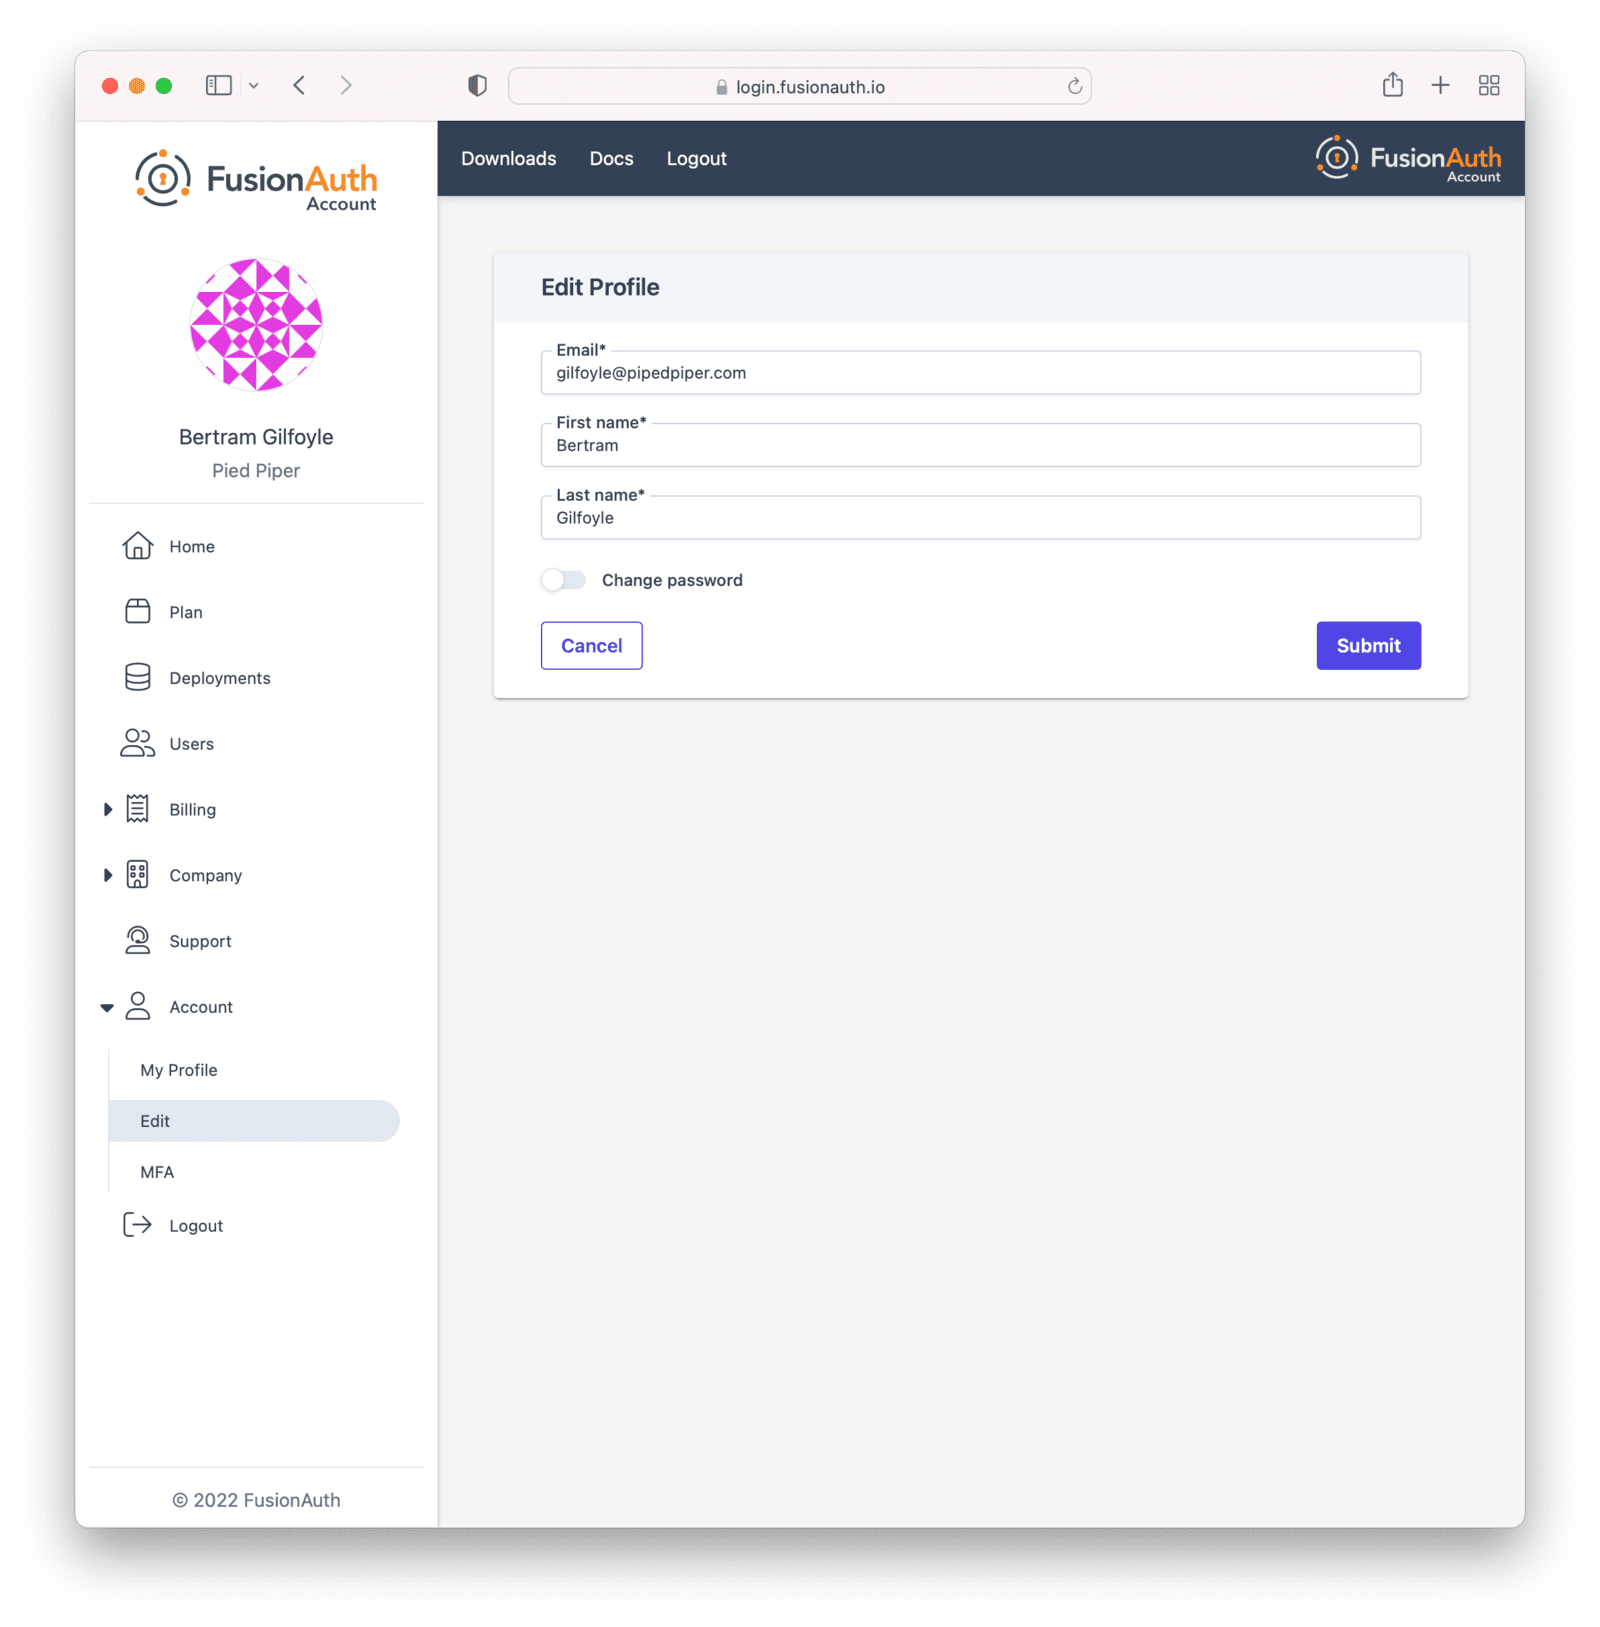 login.fusionauth.io
FusionAuth
Account
Bertram Gilfoyle
Pied Piper
Home
Plan
Deployments
Users
Billing
Company
Support
Account
My Profile
Edit
MFA
Logout
© 2022 FusionAuth
Downloads Docs Logout
FusionAuth
Account
Edit Profile
Email*
gilfoyle@pipedpiper.com
First name*
Bertram
Last name*
Gilfoyle
Change password
Cancel Submit